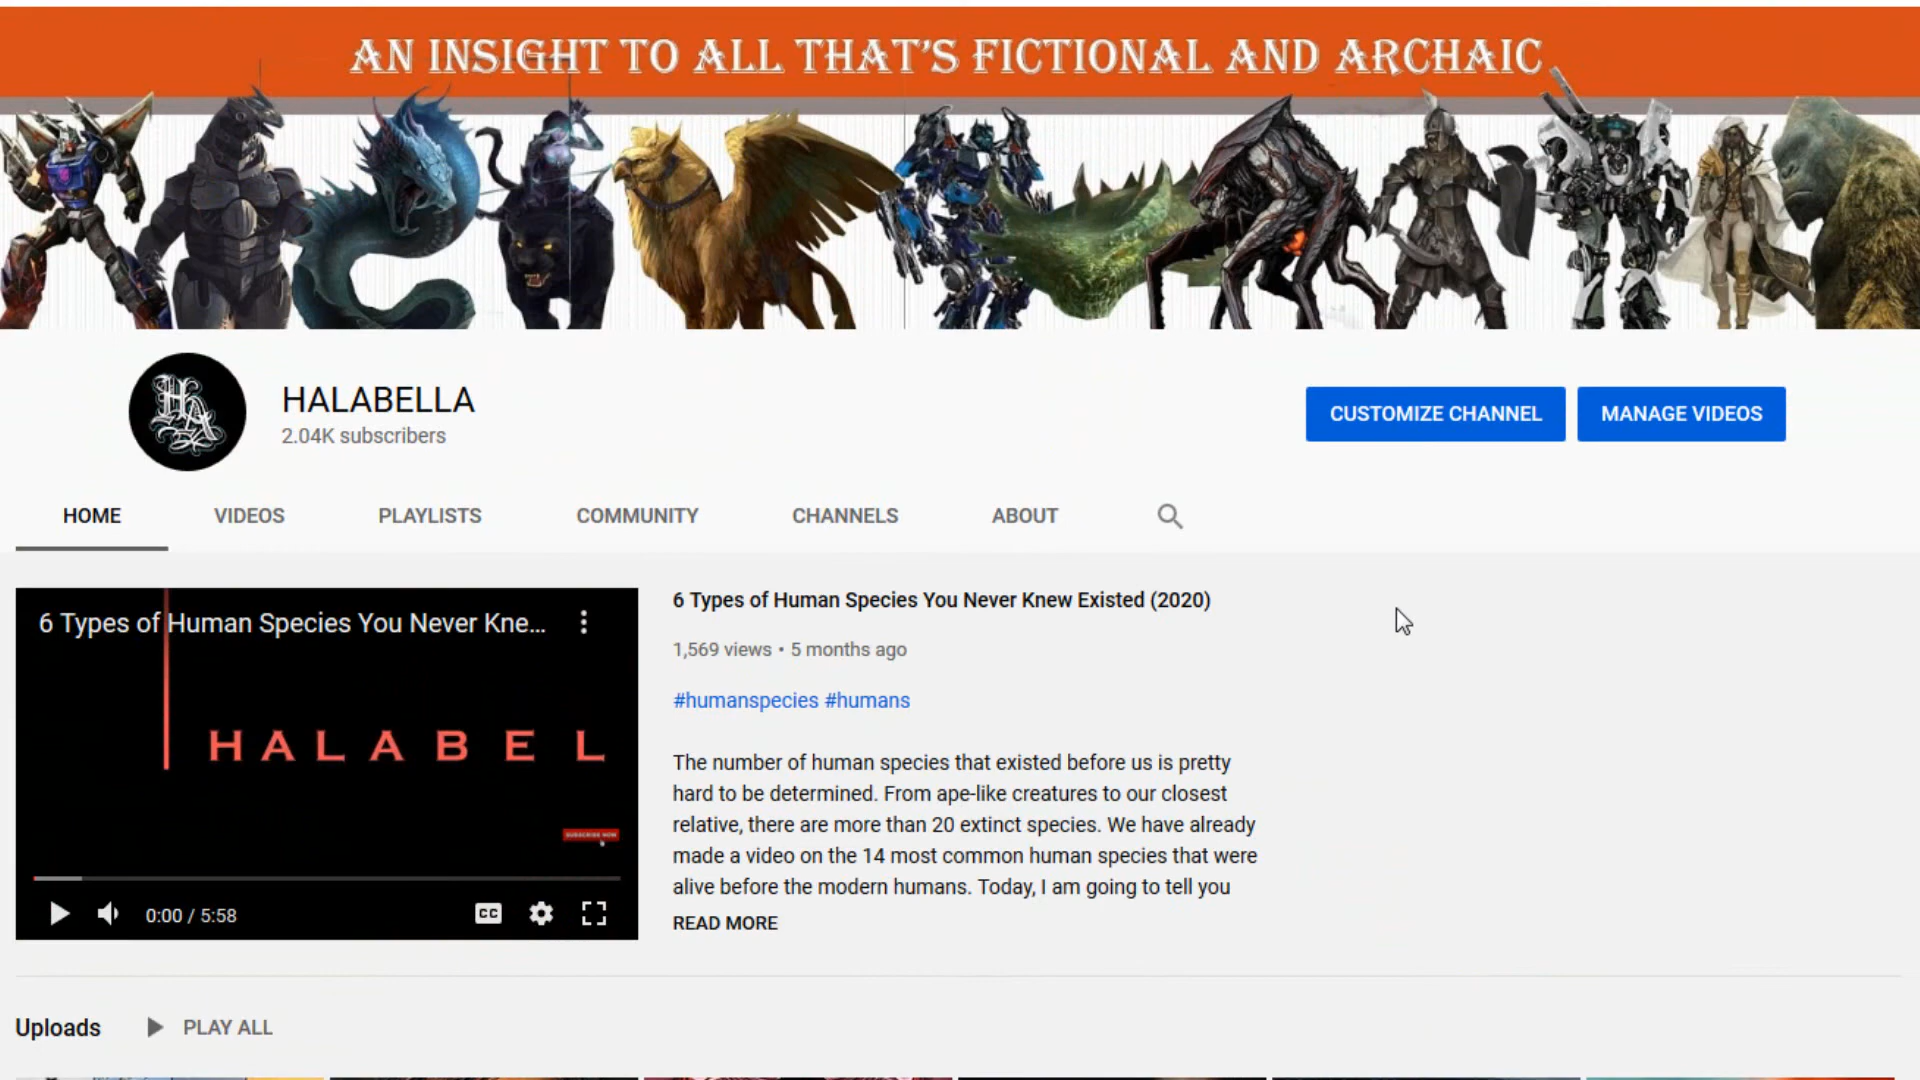 AN INSIGHT TO ALL THAT'S FICTIONAL AND ARCHAIC
HALABELLA
2.04K subscribers
CUSTOMIZE CHANNEL
MANAGE VIDEOS
HOME
VIDEOS
PLAYLISTS
COMMUNITY
CHANNELS
ABOUT
6 Types of Human Species You Never Kne...
HALABEL
SUBSCRIBE NOW
0:00 / 5:58
CC
6 Types of Human Species You Never Knew Existed (2020)
1,569 views • 5 months ago
#humanspecies #humans
The number of human species that existed before us is pretty
hard to be determined. From ape-like creatures to our closest
relative, there are more than 20 extinct species. We have already
made a video on the 14 most common human species that were
alive before the modern humans. Today, I am going to tell you
READ MORE
Uploads
PLAY ALL